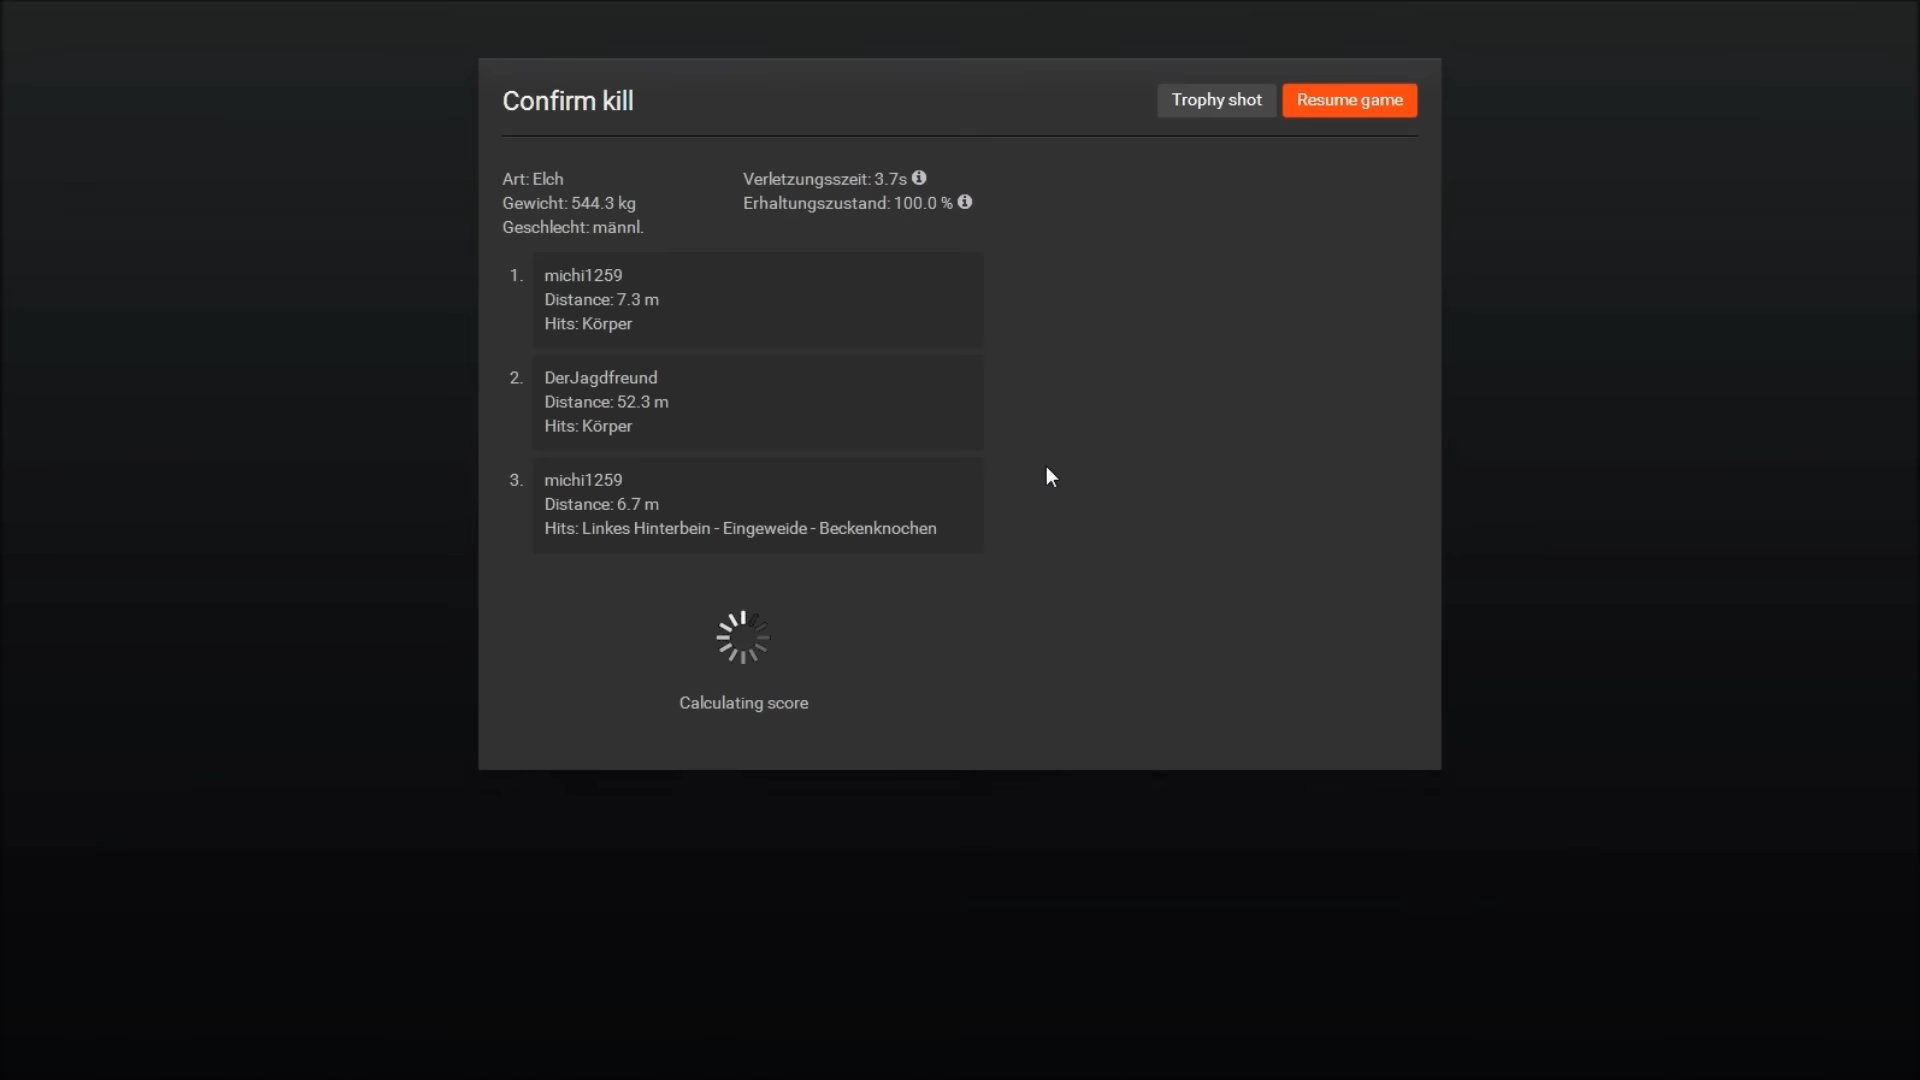 Confirm kill
Trophy shot
Resume game
Art: Elch
Gewicht: 544.3 kg
Geschlecht: männl.
Verletzungsszeit: 3.7s
Erhaltungszustand: 100.0 %
1. michi1259
Distance: 7.3 m
Hits: Körper
2. DerJagdfreund
Distance: 52.3 m
Hits: Körper
3. michi1259
Distance: 6.7 m
Hits: Linkes Hinterbein - Eingeweide - Beckenknochen
Calculating score